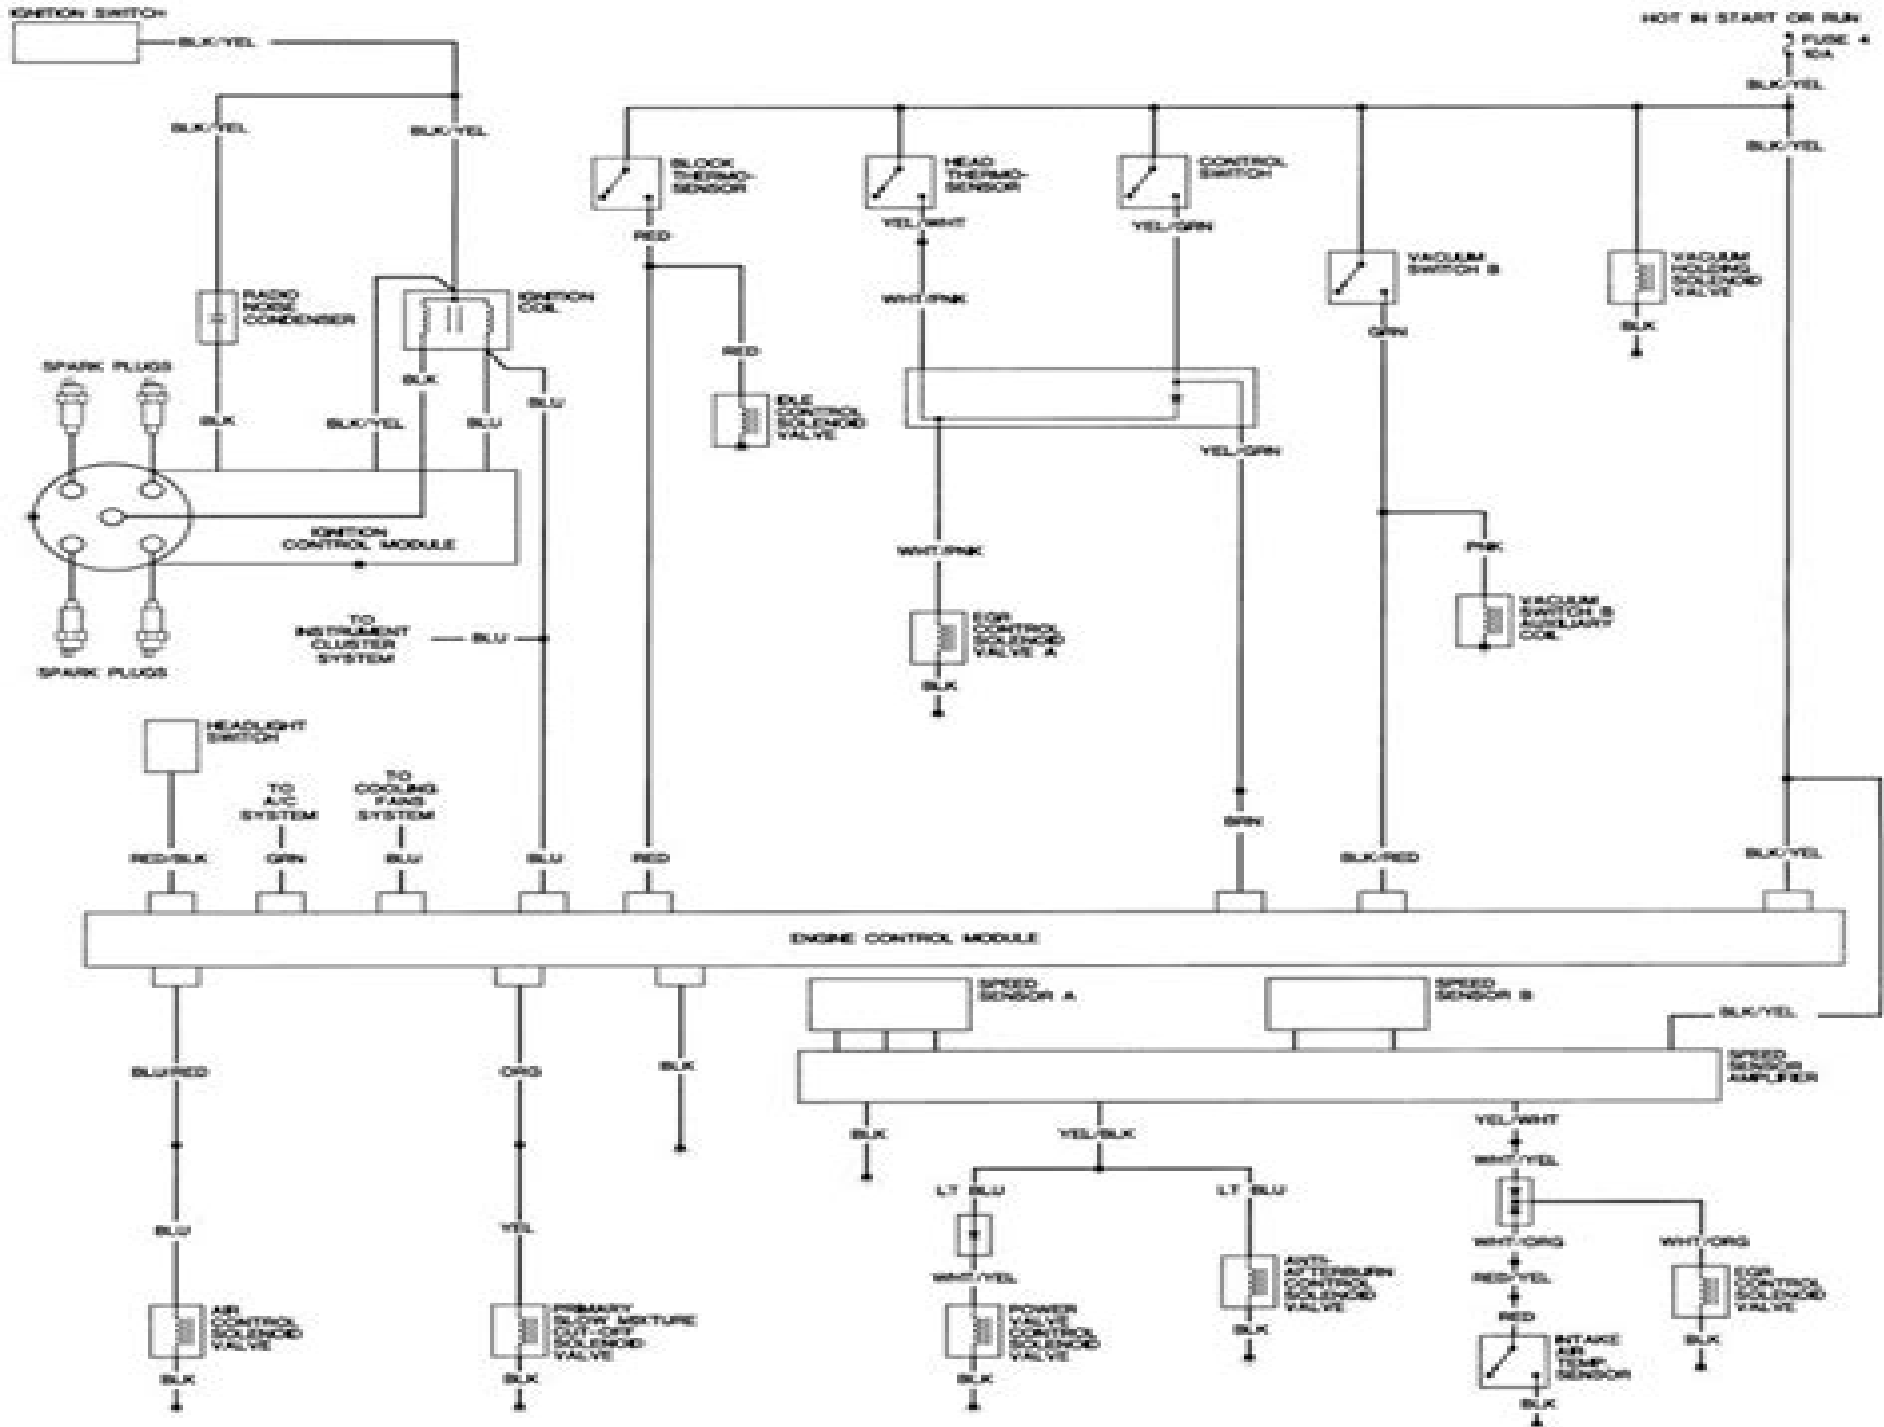 IGNITION SWITCH
HOT IN START OR RUN
FUSE 4
10A
BLK/YEL
BLK/YEL
BLK/YEL
BLK/YEL
BLK/YEL
BLOCK
THERMO-
SENSOR
HEAD
THERMO-
SENSOR
CONTROL
SWITCH
RED
YEL/WHT
YEL/GRN
VACUUM
SWITCH B
VACUUM
HOLDING
SOLENOID
VALVE
RADIO
NOISE
CONDENSER
IGNITION
COIL
WHT/PNK
GRN
BLK
SPARK PLUGS
BLK
RED
BLU
IDLE
CONTROL
SOLENOID
VALVE
BLK
BLK/YEL
BLU
YEL/GRN
IGNITION
CONTROL MODULE
WHT/PNK
PNK
VACUUM
SWITCH B
AUXILIARY
COIL
EGR
CONTROL
SOLENOID
VALVE A
TO
INSTRUMENT
CLUSTER
SYSTEM
BLU
SPARK PLUGS
BLK
HEADLIGHT
SWITCH
TO
A/C
SYSTEM
TO
COOLING
FANS
SYSTEM
BRN
RED/BLK
GRN
BLU
BLU
RED
BLK/RED
BLK/YEL
ENGINE CONTROL MODULE
SPEED
SENSOR A
SPEED
SENSOR B
BLK/YEL
SPEED
SENSOR
AMPLIFIER
BLU/RED
ORG
BLK
BLK
YEL/BLK
YEL/WHT
WHT/YEL
LT BLU
LT BLU
BLU
YEL
WHT/ORG
WHT/ORG
WHT/YEL
RED/YEL
ANTI-
AFTERBURN
CONTROL
SOLENOID
VALVE
EGR
CONTROL
SOLENOID
VALVE
AIR
CONTROL
SOLENOID
VALVE
PRIMARY
SLOW MIXTURE
CUT-OFF
SOLENOID
VALVE
POWER
VALVE
CONTROL
SOLENOID
VALVE
RED
BLK
BLK
INTAKE
AIR
TEMP.
SENSOR
BLK
BLK
BLK
BLK